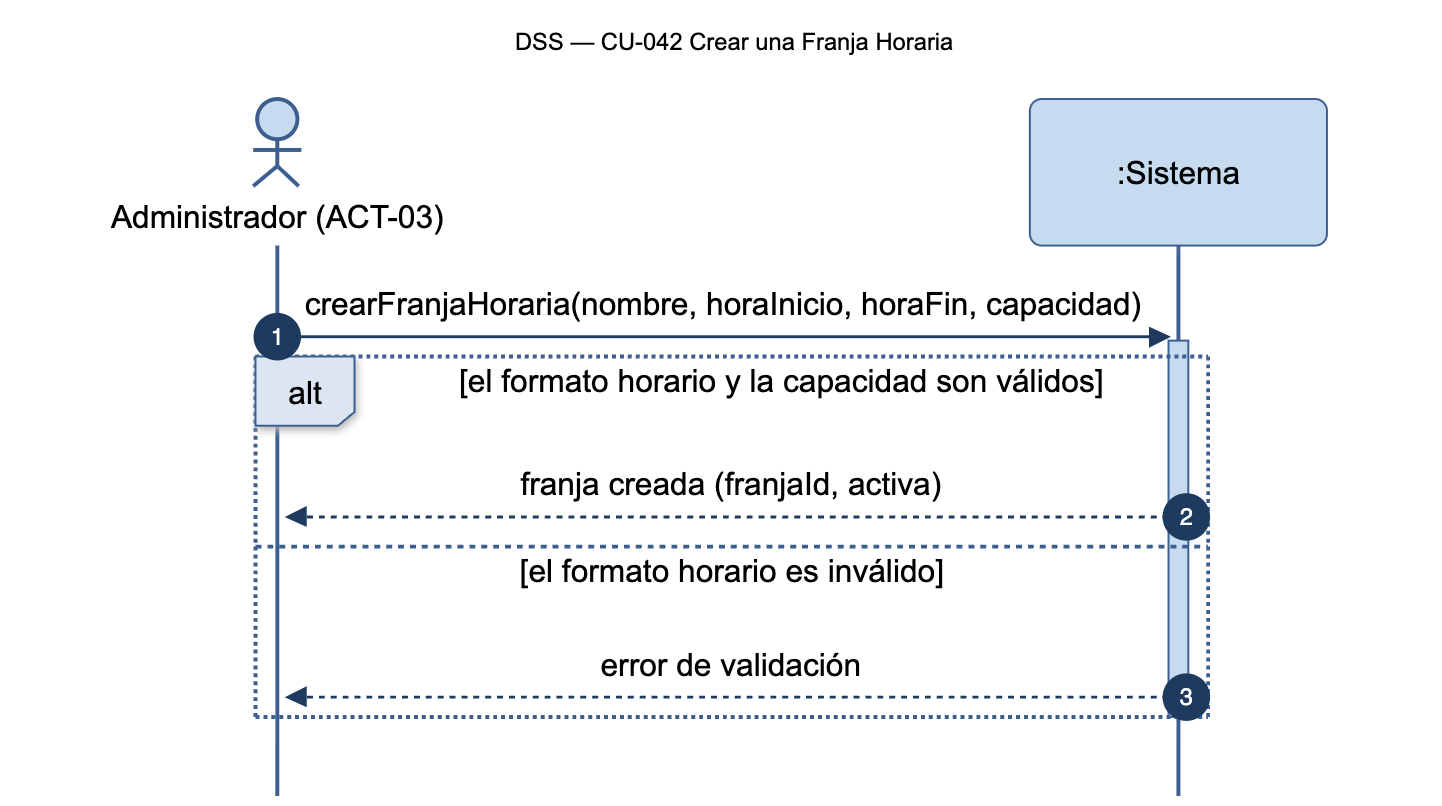 DSS — CU-042 Crear una Franja Horaria
:Sistema
Administrador (ACT-03)
crearFranjaHoraria(nombre, horaInicio, horaFin, capacidad)
1
alt
[el formato horario y la capacidad son válidos]
franja creada (franjaId, activa)
2
[el formato horario es inválido]
error de validación
3